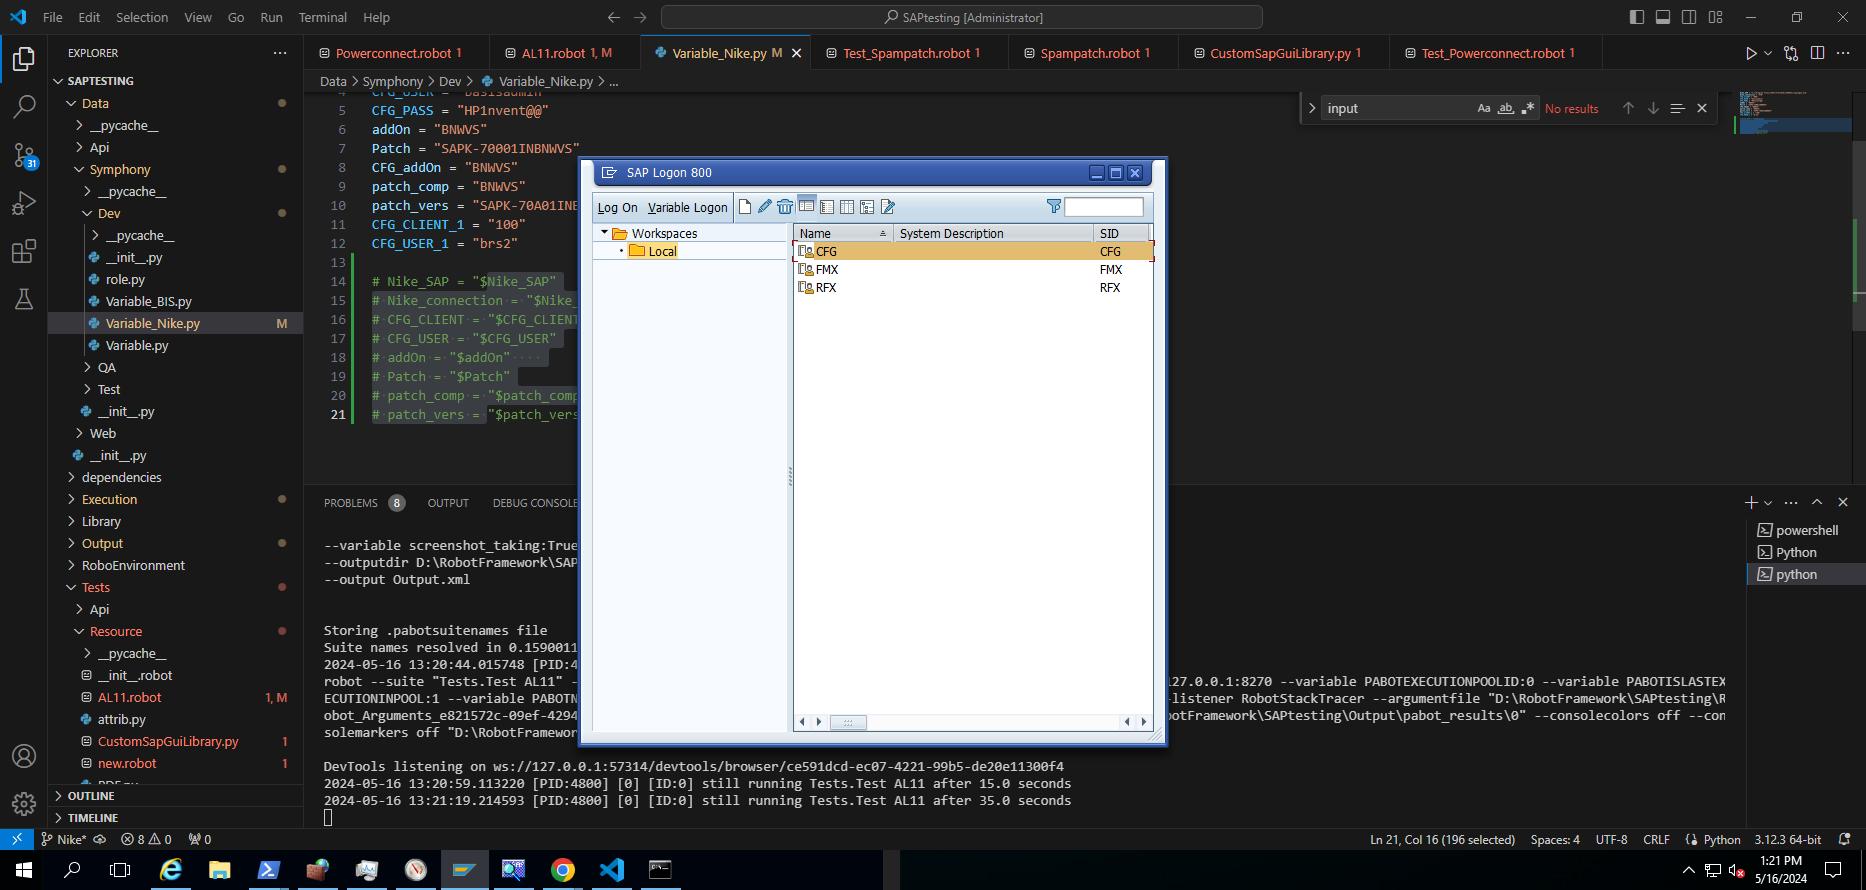 File Edit Selection View Go Run Terminal Help
SAPtesting [Administrator]
EXPLORER
Powerconnect.robot 1
AL11.robot 1, M
Variable_Nike.py M
Test_Spampatch.robot 1
Spampatch.robot 1
CustomSapGuiLibrary.py 1
Test_Powerconnect.robot 1
Data > Symphony > Dev > Variable_Nike.py > ...
SAPTESTING
Data
__pycache__
Api
Symphony
__pycache__
Dev
__pycache__
__init__.py
role.py
Variable_BIS.py
Variable_Nike.py M
Variable.py
QA
Test
__init__.py
Web
__init__.py
dependencies
Execution
Library
Output
RoboEnvironment
Tests
Api
Resource
__pycache__
__init__.robot
AL11.robot 1, M
attrib.py
CustomSapGuiLibrary.py 1
new.robot 1
OUTLINE
TIMELINE
31
4 CFG_USER = "basisadmin"
5 CFG_PASS = "HP1nvent@@"
6 addOn = "BNWVS"
7 Patch = "SAPK-70001INBNWVS"
8 CFG_addOn = "BNWVS"
9 patch_comp = "BNWVS"
10 patch_vers = "SAPK-70A01INB
11 CFG_CLIENT_1 = "100"
12 CFG_USER_1 = "brs2"
13
14 # Nike_SAP = "$Nike_SAP"
15 # Nike_connection = "$Nike_
16 # CFG_CLIENT = "$CFG_CLIENT
17 # CFG_USER = "$CFG_USER"
18 # addOn = "$addOn"
19 # Patch = "$Patch"
20 # patch_comp = "$patch_comp
21 # patch_vers = "$patch_vers
input Aa ab No results
SAP Logon 800
Log On Variable Logon
Workspaces
Local
Name System Description SID
CFG CFG
FMX FMX
RFX RFX
PROBLEMS 8 OUTPUT DEBUG CONSOLE
powershell
Python
python
--variable screenshot_taking:True
--outputdir D:\RobotFramework\SAP
--output Output.xml
Storing .pabotsuitenames file
Suite names resolved in 0.1590011
2024-05-16 13:20:44.015748 [PID:4
robot --suite "Tests.Test AL11" - 127.0.0.1:8270 --variable PABOTEXECUTIONPOOLID:0 --variable PABOTISLASTEX
ECUTIONINPOOL:1 --variable PABOTN -listener RobotStackTracer --argumentfile "D:\RobotFramework\SAPtesting\R
obot_Arguments_e821572c-09ef-4294 otFramework\SAPtesting\Output\pabot_results\0" --consolecolors off --con
solemarkers off "D:\RobotFramewor
DevTools listening on ws://127.0.0.1:57314/devtools/browser/ce591dcd-ec07-4221-99b5-de20e11300f4
2024-05-16 13:20:59.113220 [PID:4800] [0] [ID:0] still running Tests.Test AL11 after 15.0 seconds
2024-05-16 13:21:19.214593 [PID:4800] [0] [ID:0] still running Tests.Test AL11 after 35.0 seconds
Nike* 8 0 0
Ln 21, Col 16 (196 selected) Spaces: 4 UTF-8 CRLF Python 3.12.3 64-bit
1:21 PM
5/16/2024